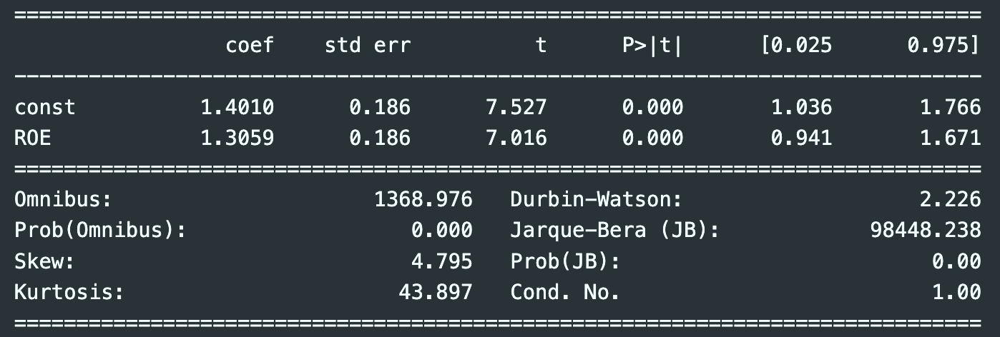 ==============================================================================
                 coef    std err          t      P>|t|      [0.025      0.975]
------------------------------------------------------------------------------
const          1.4010      0.186      7.527      0.000       1.036       1.766
ROE            1.3059      0.186      7.016      0.000       0.941       1.671
==============================================================================
Omnibus:                     1368.976   Durbin-Watson:                   2.226
Prob(Omnibus):                  0.000   Jarque-Bera (JB):            98448.238
Skew:                           4.795   Prob(JB):                         0.00
Kurtosis:                      43.897   Cond. No.                         1.00
==============================================================================